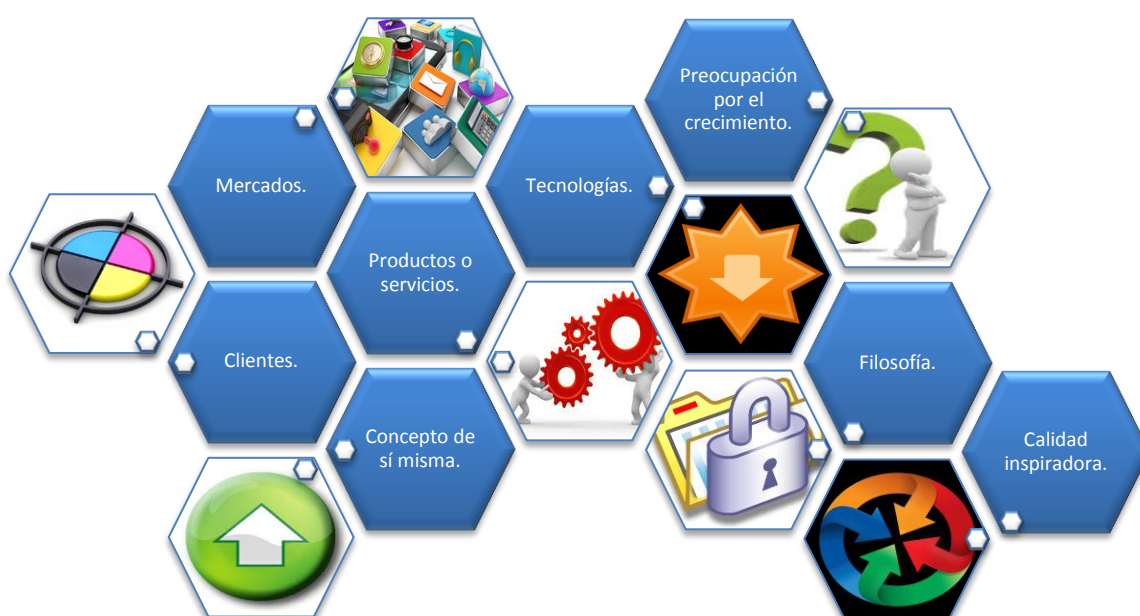 Preocupación
por el
crecimiento.
Mercados.
Tecnologías.
Productos o
servicios.
Clientes.
Filosofía.
Concepto de
sí misma.
Calidad
inspiradora.